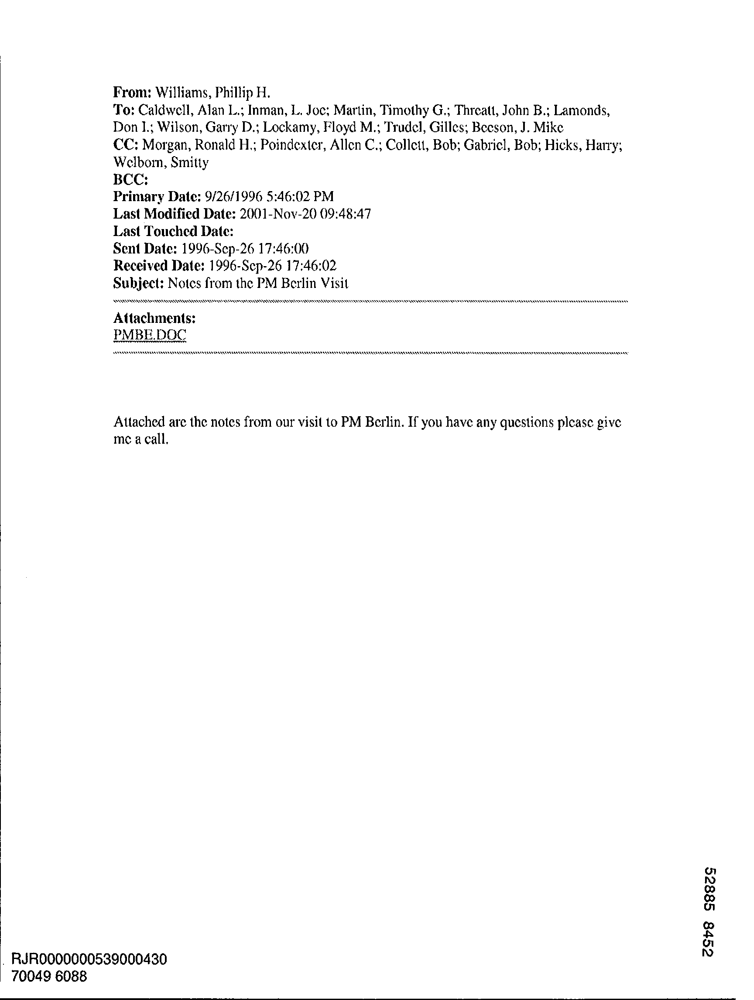 From: Williams, Phillip H.
To: Caldwell, Alan L.; Inman, L. Joe; Martin, Timothy G.; Threatt, John B.; Lamonds,
Don I.; Wilson, Garry D.; Lockamy, Floyd M.; Trudel, Gilles; Beeson, J. Mike
CC: Morgan, Ronald H.; Poindexter, Allen C.; Collett, Bob; Gabriel, Bob; Hicks, Harry;
Welborn, Smitty
BCC:
Primary Date: 9/26/1996 5:46:02 PM
Last Modified Date: 2001-Nov-20 09:48:47
Last Touched Date:
Sent Date: 1996-Sep-26 17:46:00
Received Date: 1996-Sep-26 17:46:02
Subject: Notes from the PM Berlin Visit
Attachments:
PMBE.DOC
Attached are the notes from our visit to PM Berlin. If you have any questions please give
me a call.
52885 8452
RJR0000000539000430
70049 6088